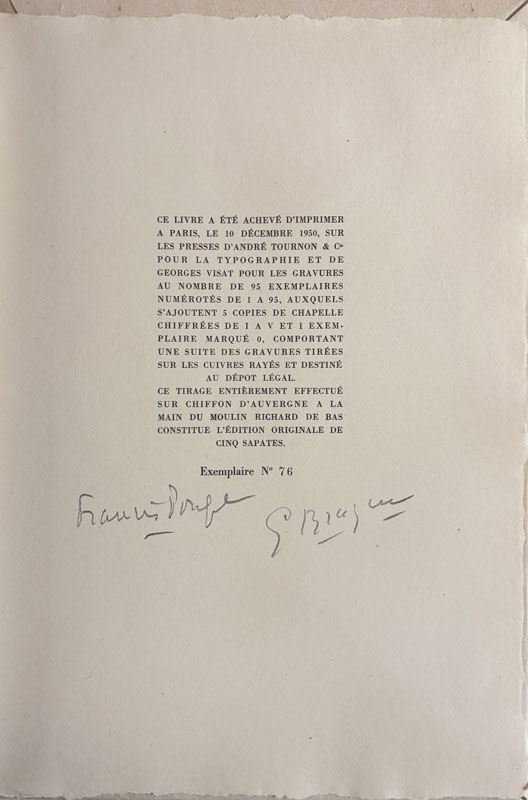 CE LIVRE A ÉTÉ ACHEVÉ D'IMPRIMER
A PARIS, LE 10 DÉCEMBRE 1950, SUR
LES PRESSES D'ANDRÉ TOURNON & Cie
POUR LA TYPOGRAPHIE ET DE
GEORGES VISAT POUR LES GRAVURES
AU NOMBRE DE 95 EXEMPLAIRES
NUMÉROTÉS DE 1 A 95, AUXQUELS
S'AJOUTENT 5 COPIES DE CHAPELLE
CHIFFRÉES DE I A V ET 1 EXEM-
PLAIRE MARQUÉ 0, COMPORTANT
UNE SUITE DES GRAVURES TIRÉES
SUR LES CUIVRES RAYÉS ET DESTINÉ
AU DÉPOT LÉGAL.
CE TIRAGE ENTIÈREMENT EFFECTUÉ
SUR CHIFFON D'AUVERGNE A LA
MAIN DU MOULIN RICHARD DE BAS
CONSTITUE L'ÉDITION ORIGINALE DE
CINQ SAPATES.
Exemplaire N° 76
Francis Ponge
G Braque